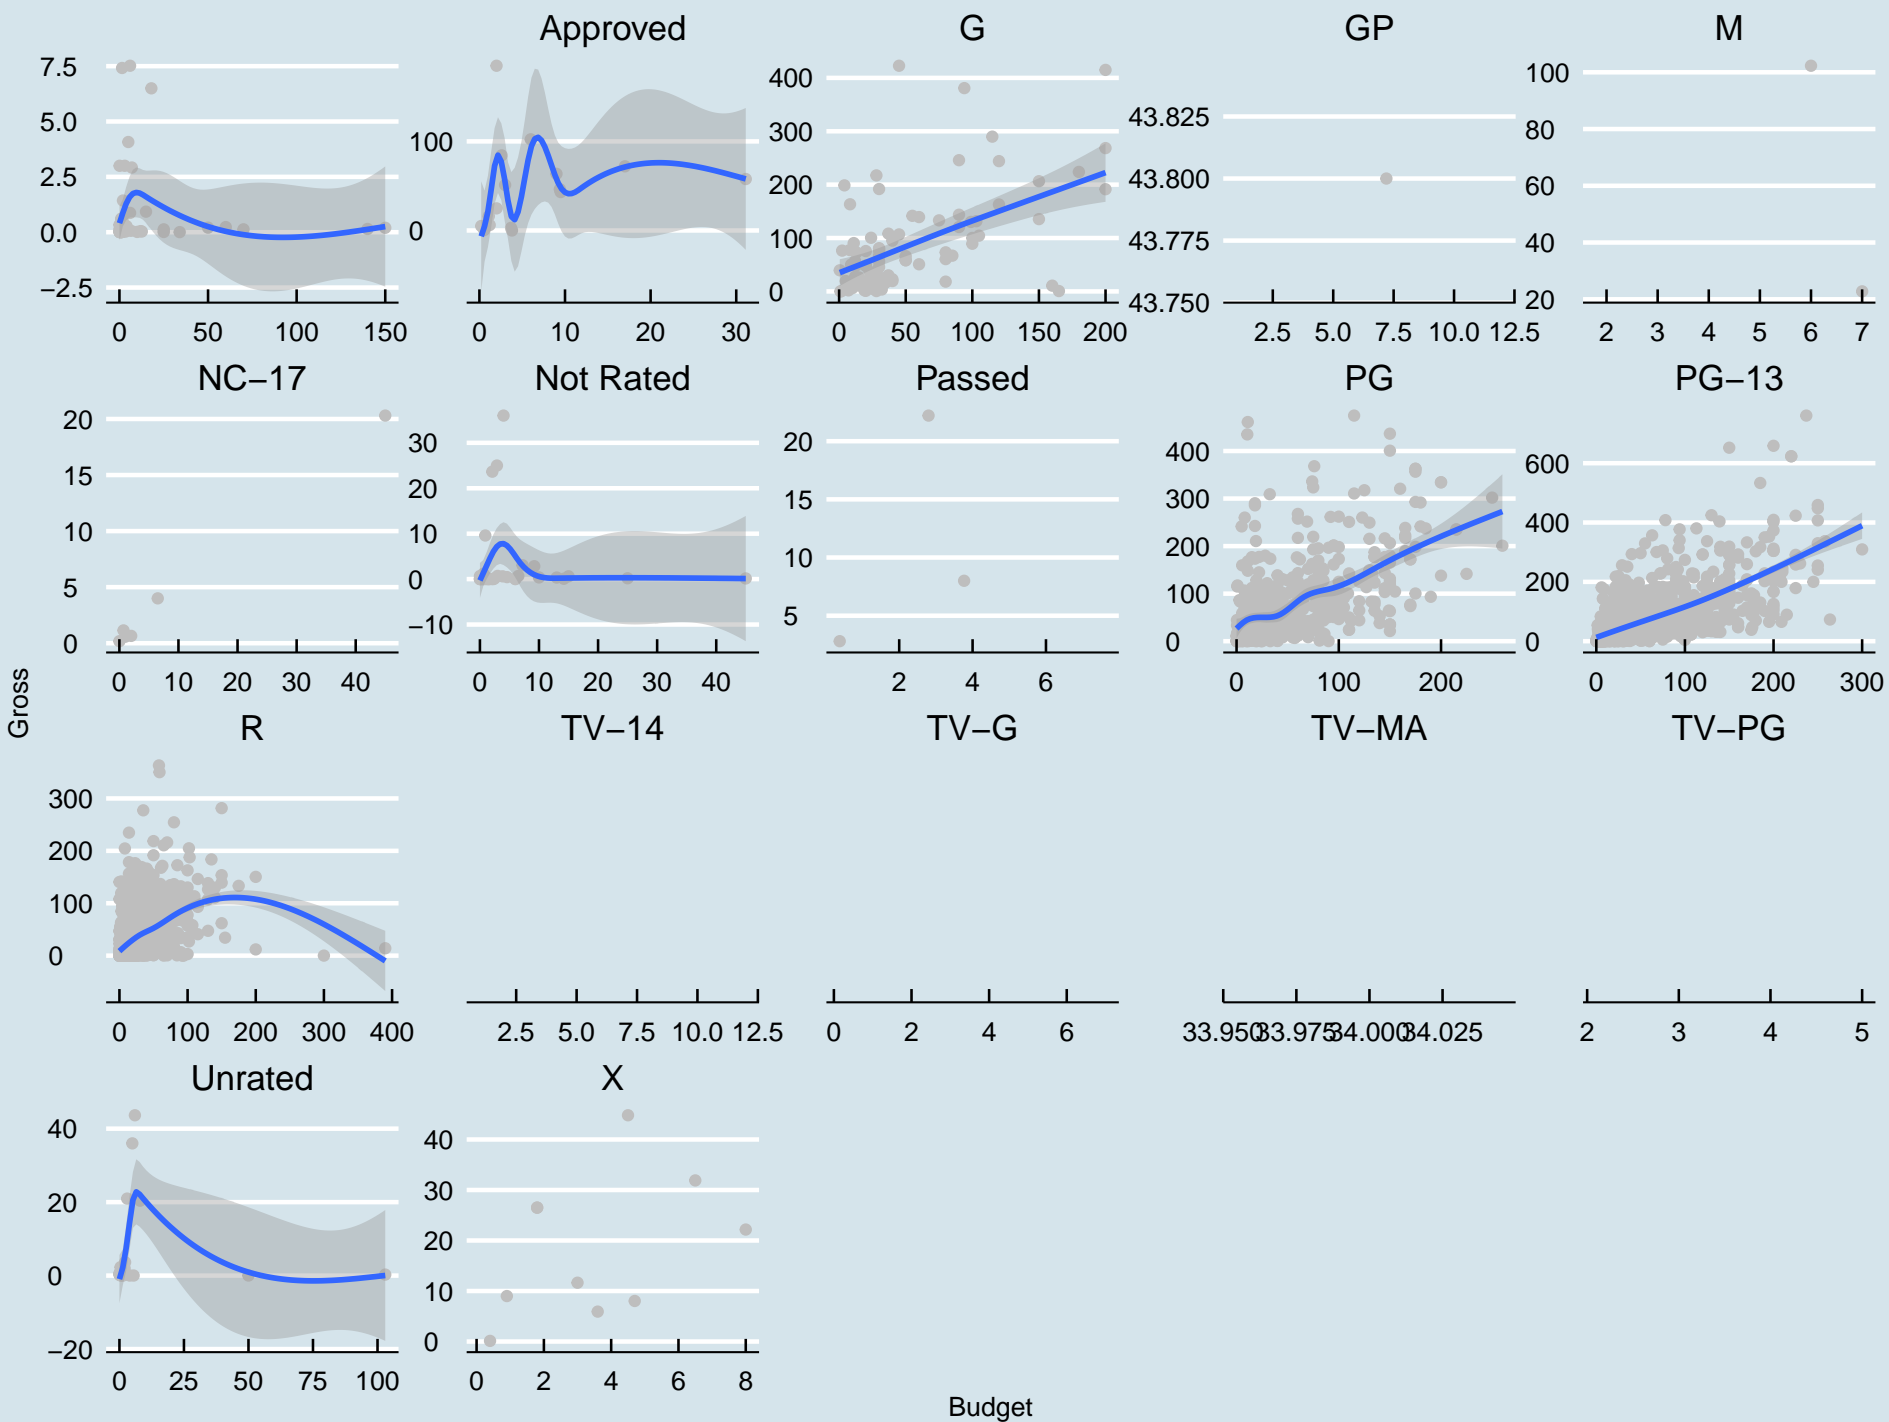 Approved G GP M
7.5 5.0 2.5 0.0 −2.5
0 50 100 150
100 0
0 10 20 30
400 300 200 100 0
0 50 100 150 200
43.825 43.800 43.775 43.750
2.5 5.0 7.5 10.0 12.5
100 80 60 40 20
2 3 4 5 6 7
NC−17 Not Rated Passed PG PG−13
20 15 10 5 0
0 10 20 30 40
30 20 10 0 −10
0 10 20 30 40
20 15 10 5
2 4 6
400 300 200 100 0
0 100 200
600 400 200 0
0 100 200 300
Gross
R TV−14 TV−G TV−MA TV−PG
300 200 100 0
0 100 200 300 400
2.5 5.0 7.5 10.0 12.5
0 2 4 6
33.950 33.975 34.000 34.025
2 3 4 5
Unrated X
40 20 0 −20
0 25 50 75 100
40 30 20 10 0
0 2 4 6 8
Budget